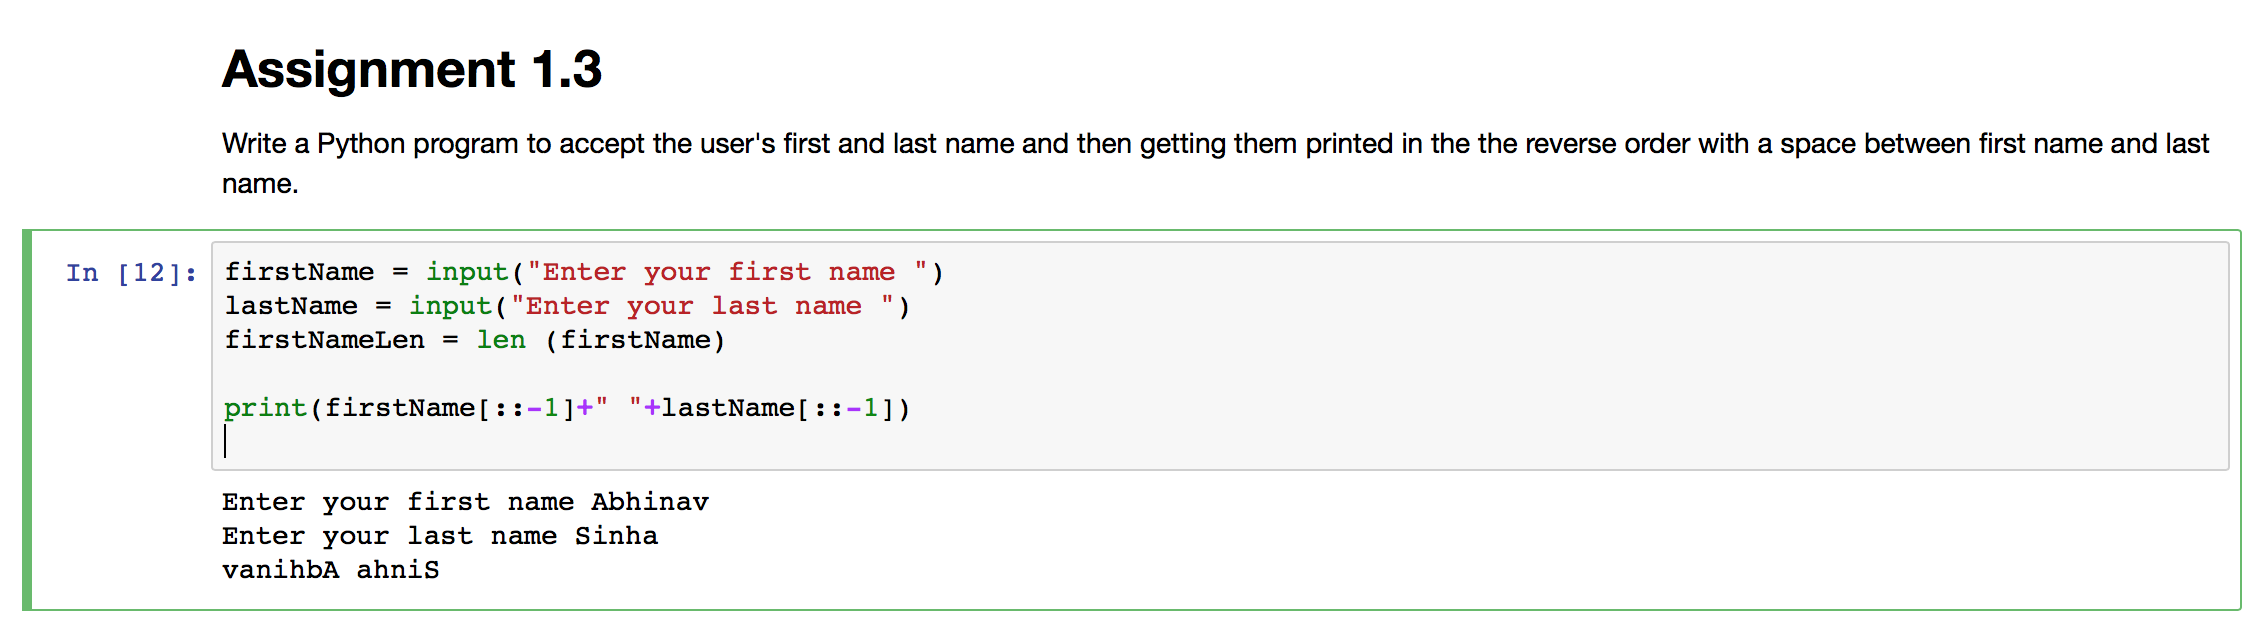 Assignment 1.3
Write a Python program to accept the user's first and last name and then getting them printed in the the reverse order with a space between first name and last
name.
In [12]: firstName = input("Enter your first name ")
lastName = input("Enter your last name ")
firstNameLen = len (firstName)
print(firstName[::-1]+" "+lastName[::-1])
Enter your first name Abhinav
Enter your last name Sinha
vanihbA ahniS